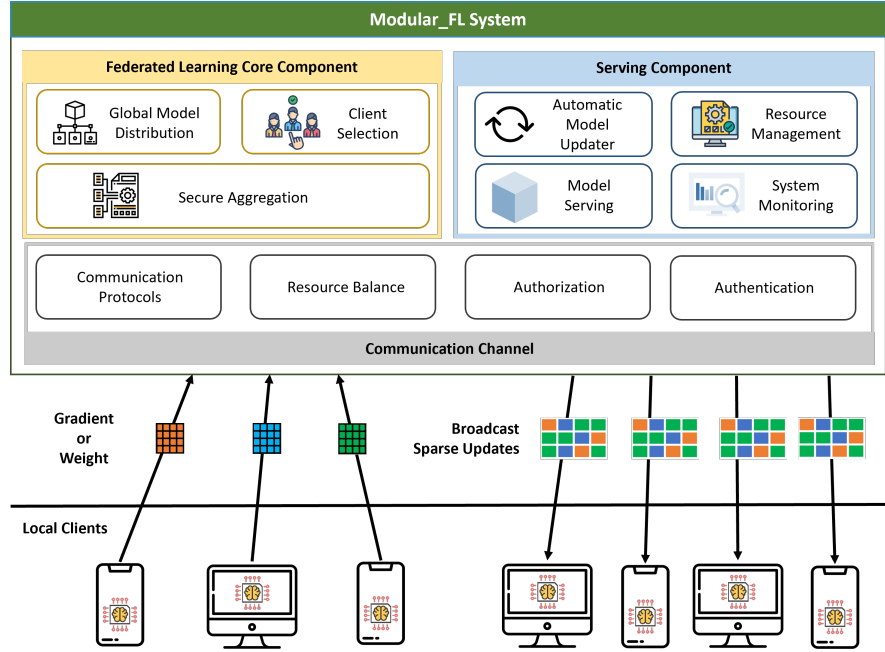 Modular_FL System
Federated Learning Core Component
Global Model
Distribution
Client
Selection
Secure Aggregation
Serving Component
Automatic
Model
Updater
Resource
Management
Model
Serving
System
Monitoring
Communication
Protocols
Resource Balance
Authorization
Authentication
Communication Channel
Gradient
or
Weight
Broadcast
Sparse Updates
Local Clients